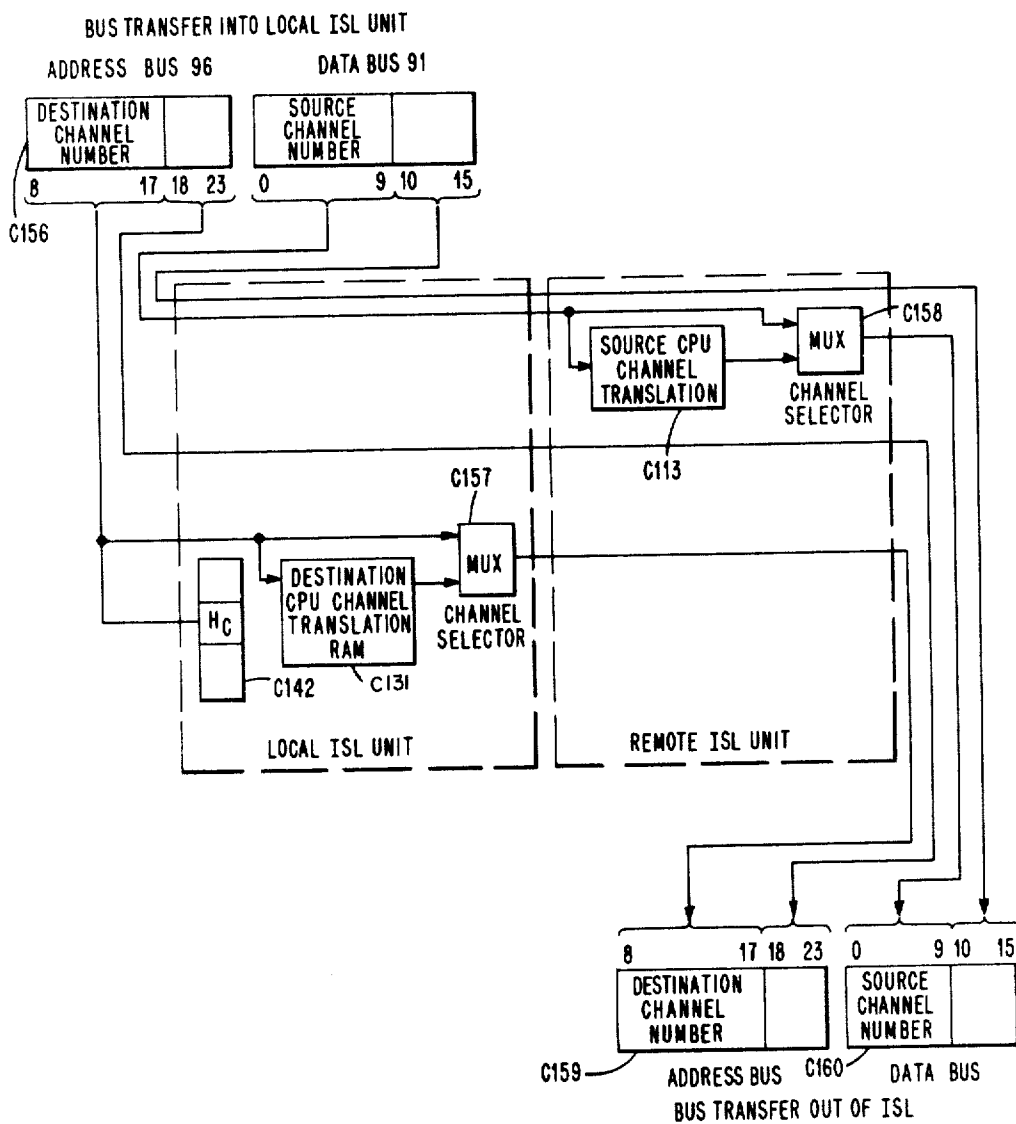 BUS TRANSFER INTO LOCAL ISL UNIT
ADDRESS BUS 96
DATA BUS 91
DESTINATION
CHANNEL
NUMBER
SOURCE
CHANNEL
NUMBER
8 17 18 23
0 9 10 15
C156
C158
MUX
SOURCE CPU
CHANNEL
TRANSLATION
CHANNEL
SELECTOR
C113
C157
MUX
DESTINATION
CPU CHANNEL
TRANSLATION
RAM
CHANNEL
SELECTOR
HC
C142
C131
LOCAL ISL UNIT
REMOTE ISL UNIT
8 17 18 23
0 9 10 15
DESTINATION
CHANNEL
NUMBER
SOURCE
CHANNEL
NUMBER
C159
C160
ADDRESS BUS
DATA BUS
BUS TRANSFER OUT OF ISL